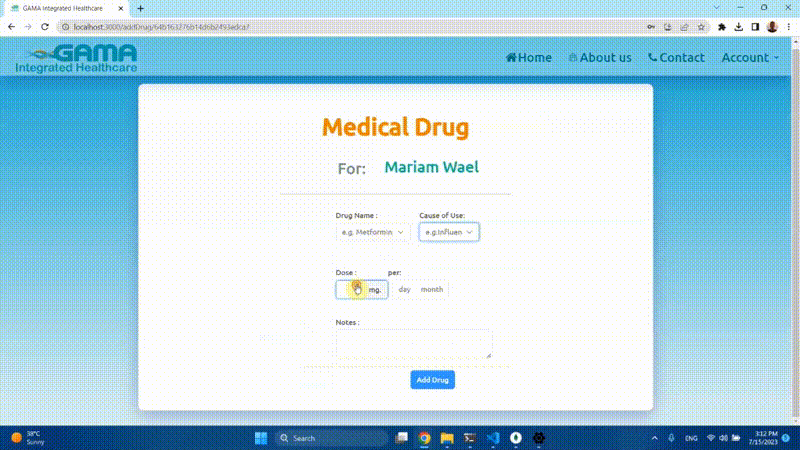 GAMA Integrated Healthcare
localhost:3000/addDrug/64b163276b14d6b2493edca7
GAMA
Integrated Healthcare
Home
About us
Contact
Account
Medical Drug
For: Mariam Wael
Drug Name :
Cause of Use:
e.g, Metformin
e.g.Influen
Dose :
per:
mg.
day
month
Notes :
Add Drug
38°C
Sunny
Search
ENG
3:12 PM
7/15/2023